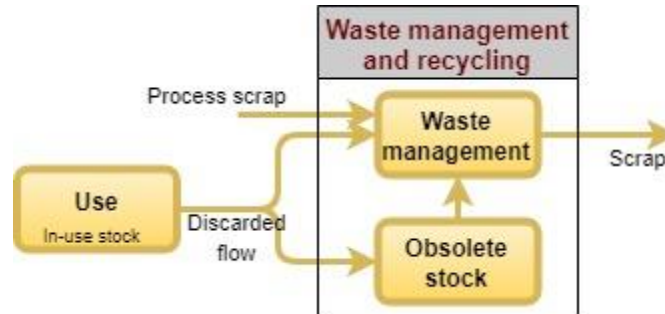 Waste management
and recycling
Process scrap
Waste
management
Scrap
Use
In-use stock
Discarded
flow
Obsolete
stock